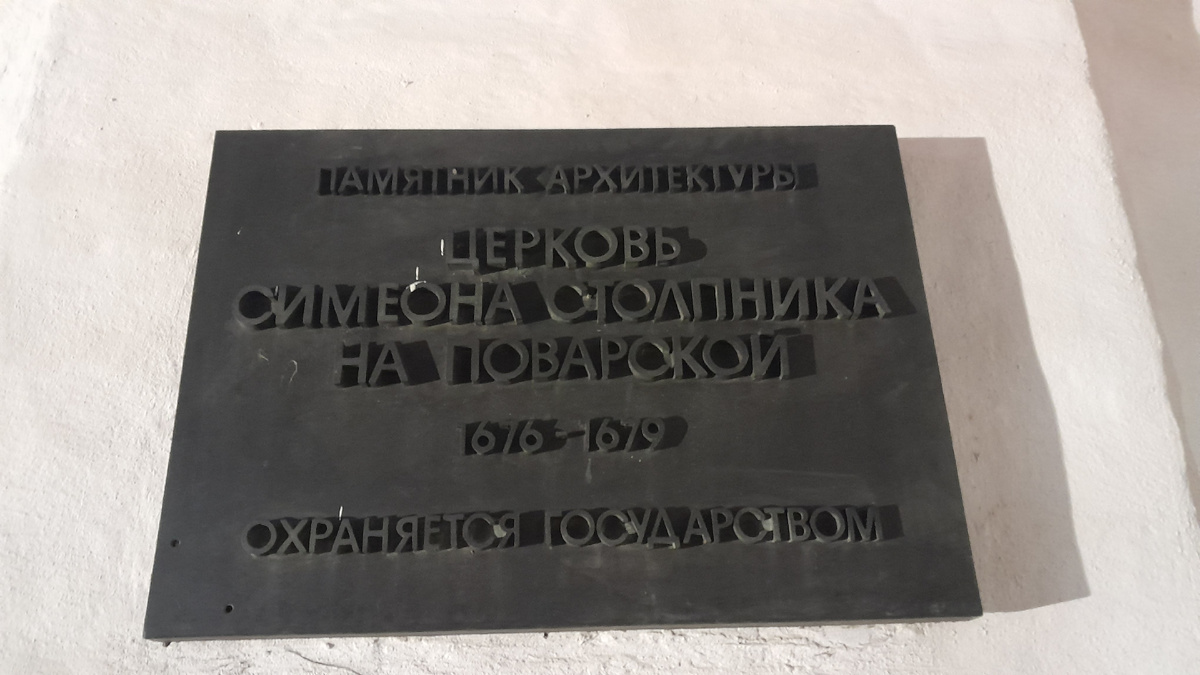 ПАМЯТНИК АРХИТЕКТУРЫ
ЦЕРКОВЬ
СИМЕОНА СТОЛПНИКА
НА ПОВАРСКОЙ
1676-1679
ОХРАНЯЕТСЯ ГОСУДАРСТВОМ